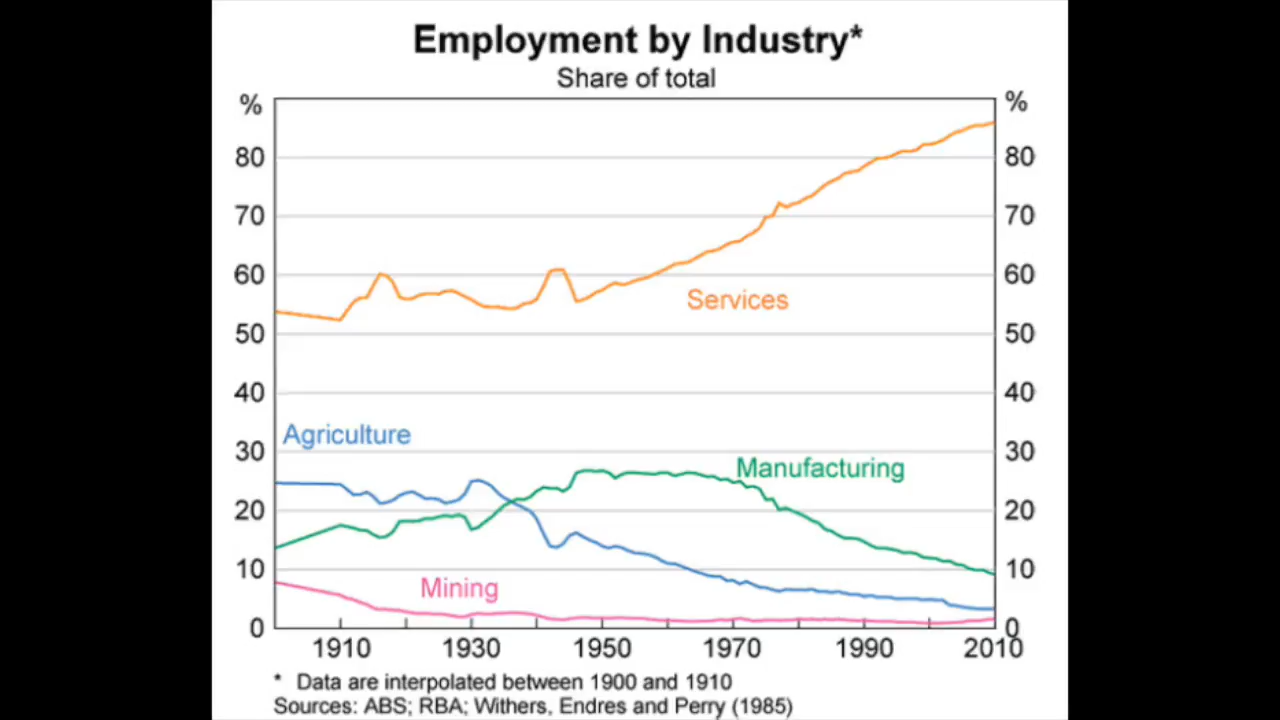 Employment by Industry*
Share of total
% %
80 80
70 70
60 60
Services
50 50
40 40
Agriculture
30 30
Manufacturing
20 20
10 10
Mining
0 0
1910 1930 1950 1970 1990 2010
* Data are interpolated between 1900 and 1910
Sources: ABS; RBA; Withers, Endres and Perry (1985)